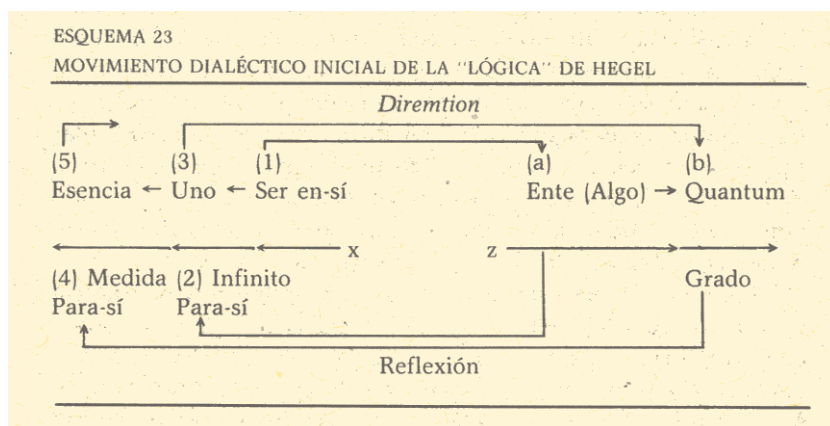 ESQUEMA 23
MOVIMIENTO DIALÉCTICO INICIAL DE LA "LÓGICA" DE HEGEL
Diremtion
(5) (3) (1) (a) (b)
Esencia ← Uno ← Ser en-sí Ente (Algo) → Quantum
x z
(4) Medida (2) Infinito Grado
Para-sí Para-sí
Reflexión